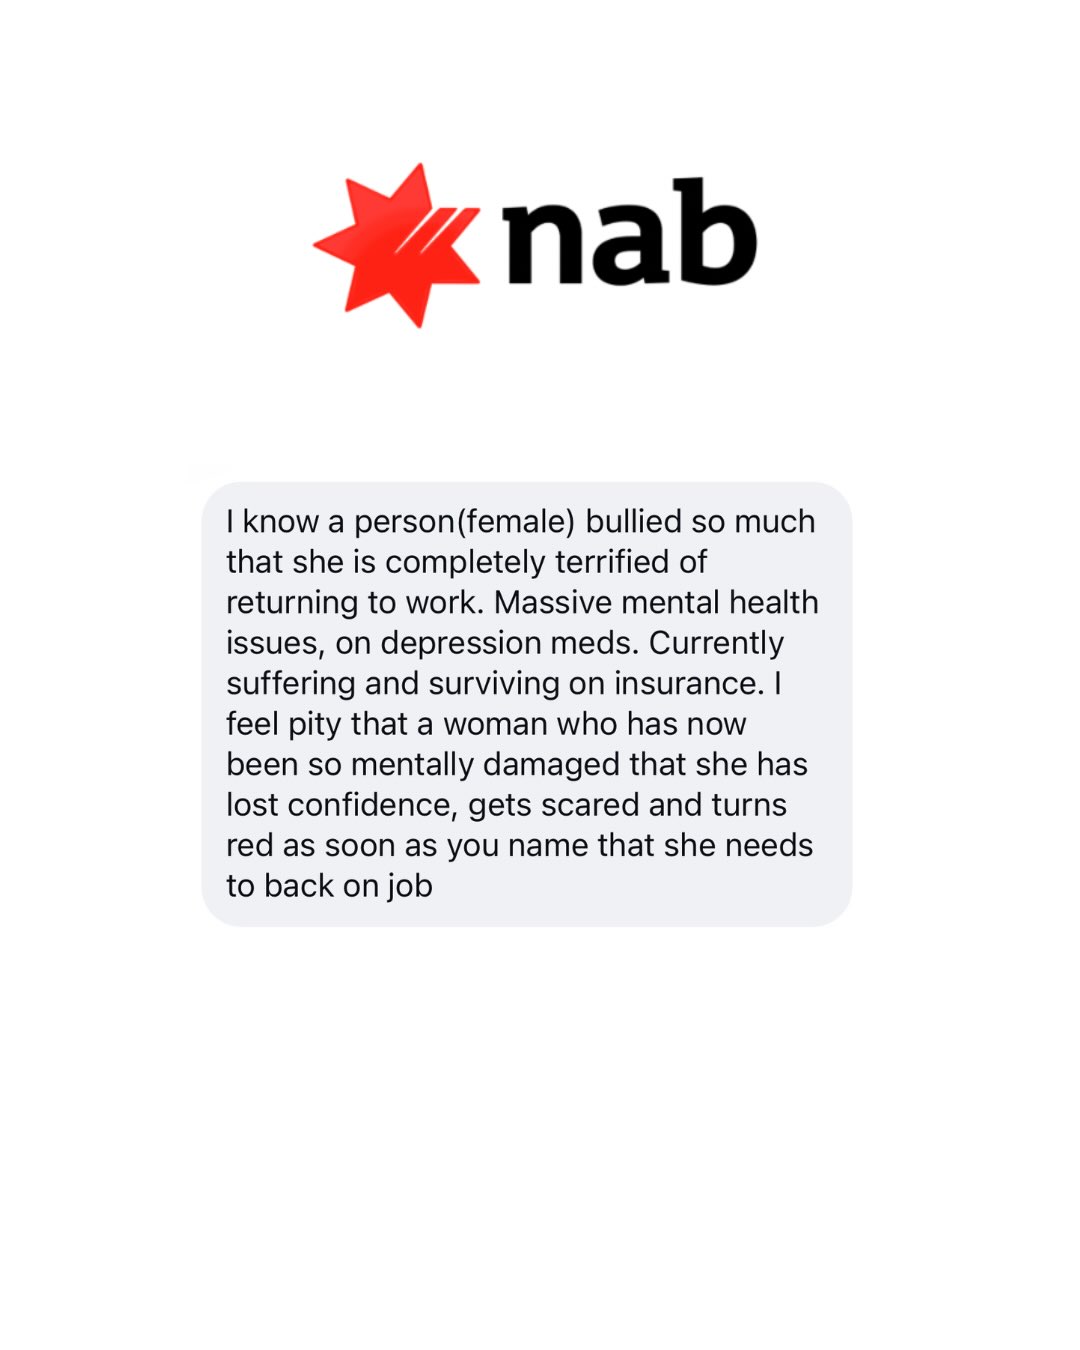 nab
I know a person(female) bullied so much
that she is completely terrified of
returning to work. Massive mental health
issues, on depression meds. Currently
suffering and surviving on insurance. I
feel pity that a woman who has now
been so mentally damaged that she has
lost confidence, gets scared and turns
red as soon as you name that she needs
to back on job